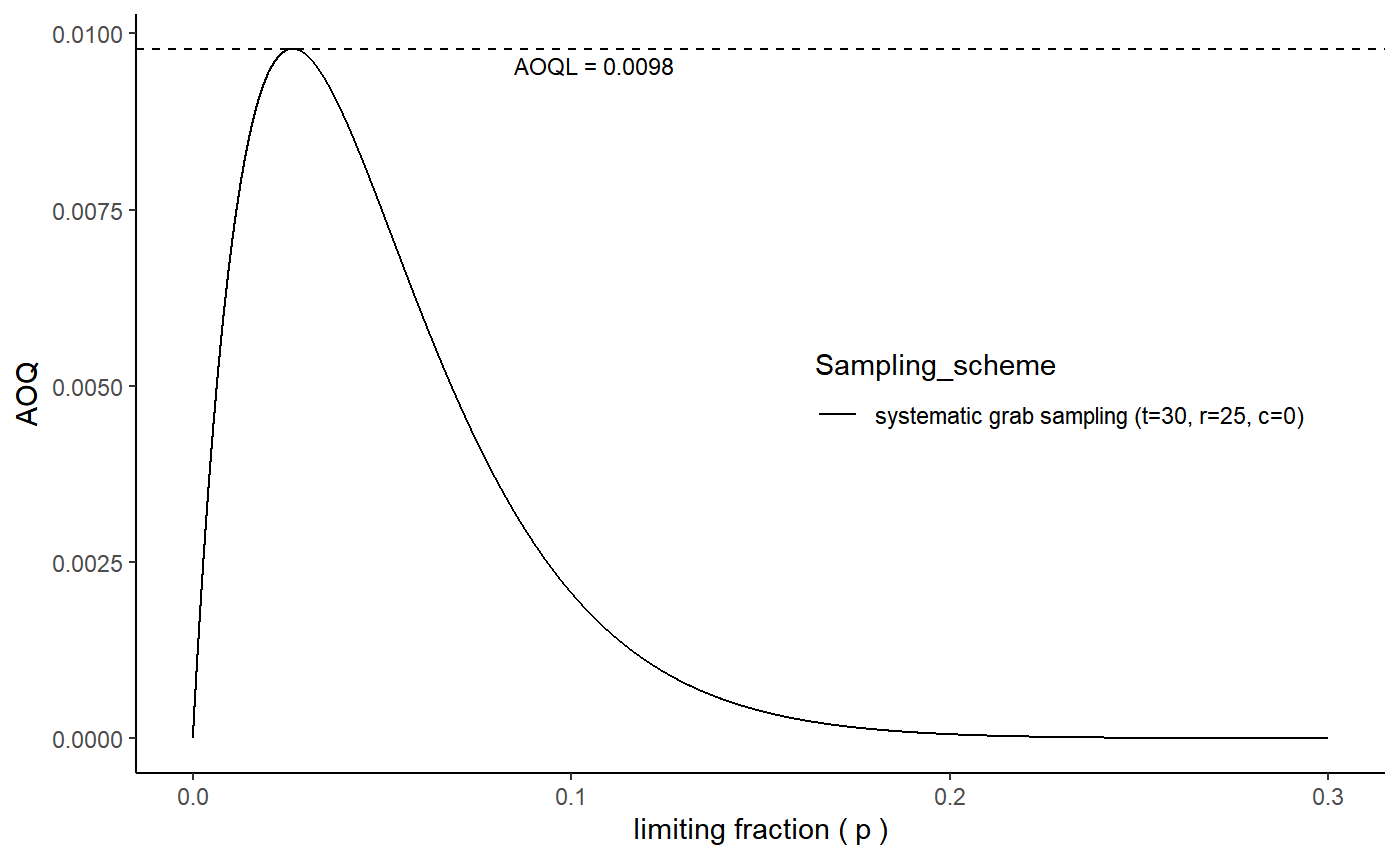 0.0100
AOQL = 0.0098
0.0075
0.0050
0.0025
0.0000
AOQ
Sampling_scheme
systematic grab sampling (t=30, r=25, c=0)
0.0
0.1
0.2
0.3
limiting fraction ( p )